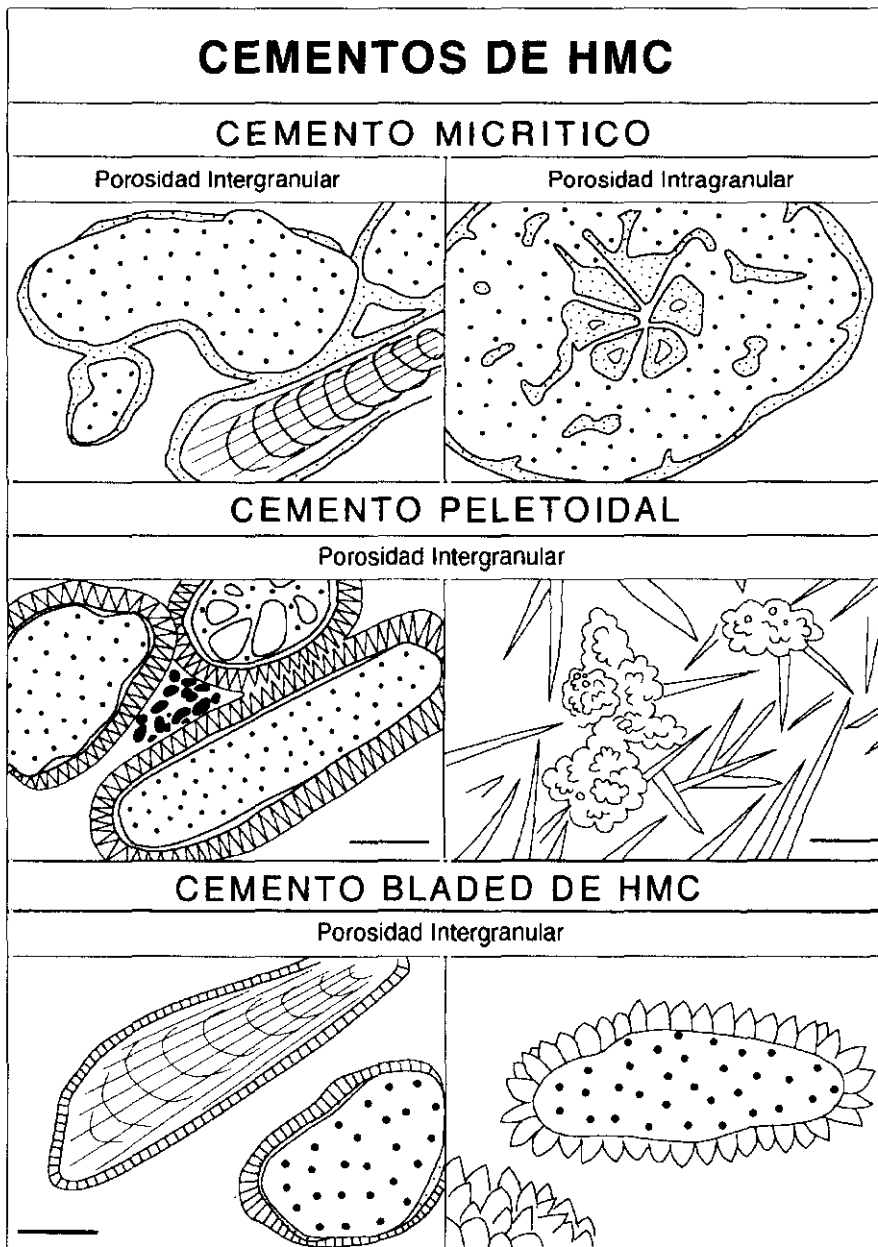 CEMENTOS DE HMC
CEMENTO MICRITICO
Porosidad Intergranular
Porosidad Intragranular
CEMENTO PELETOIDAL
Porosidad Intergranular
CEMENTO BLADED DE HMC
Porosidad Intergranular